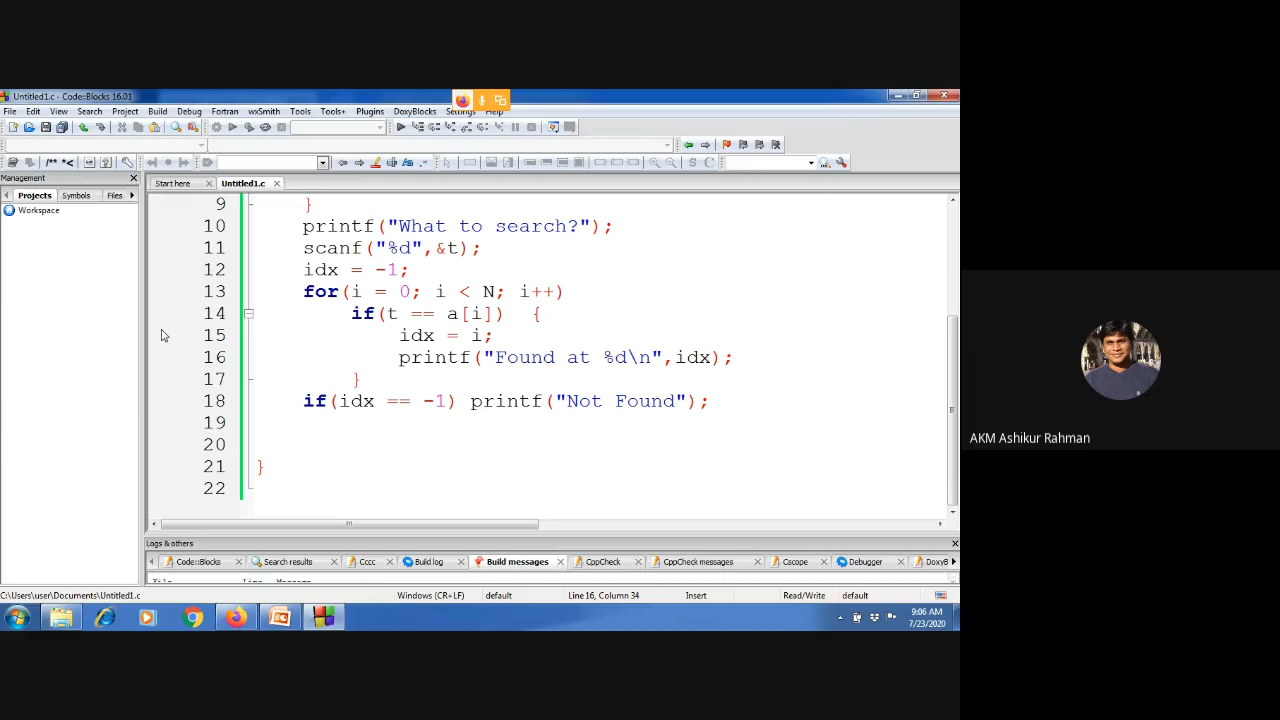 Untitled1.c - Code::Blocks 16.01
File Edit View Search Project Build Debug Fortran wxSmith Tools Tools+ Plugins DoxyBlocks Settings Help
/** *<
S C
Management
Projects Symbols Files
Workspace
Start here Untitled1.c
9 }
10 printf("What to search?");
11 scanf("%d",&t);
12 idx = -1;
13 for(i = 0; i < N; i++)
14 if(t == a[i]) {
15 idx = i;
16 printf("Found at %d\n",idx);
17 }
18 if(idx == -1) printf("Not Found");
19
20
21 }
22
AKM Ashikur Rahman
Logs & others
Code::Blocks Search results Cccc Build log Build messages CppCheck CppCheck messages Cscope Debugger DoxyB
File Line Message
C:\Users\user\Documents\Untitled1.c Windows (CR+LF) default Line 16, Column 34 Insert Read/Write default
9:06 AM
7/23/2020